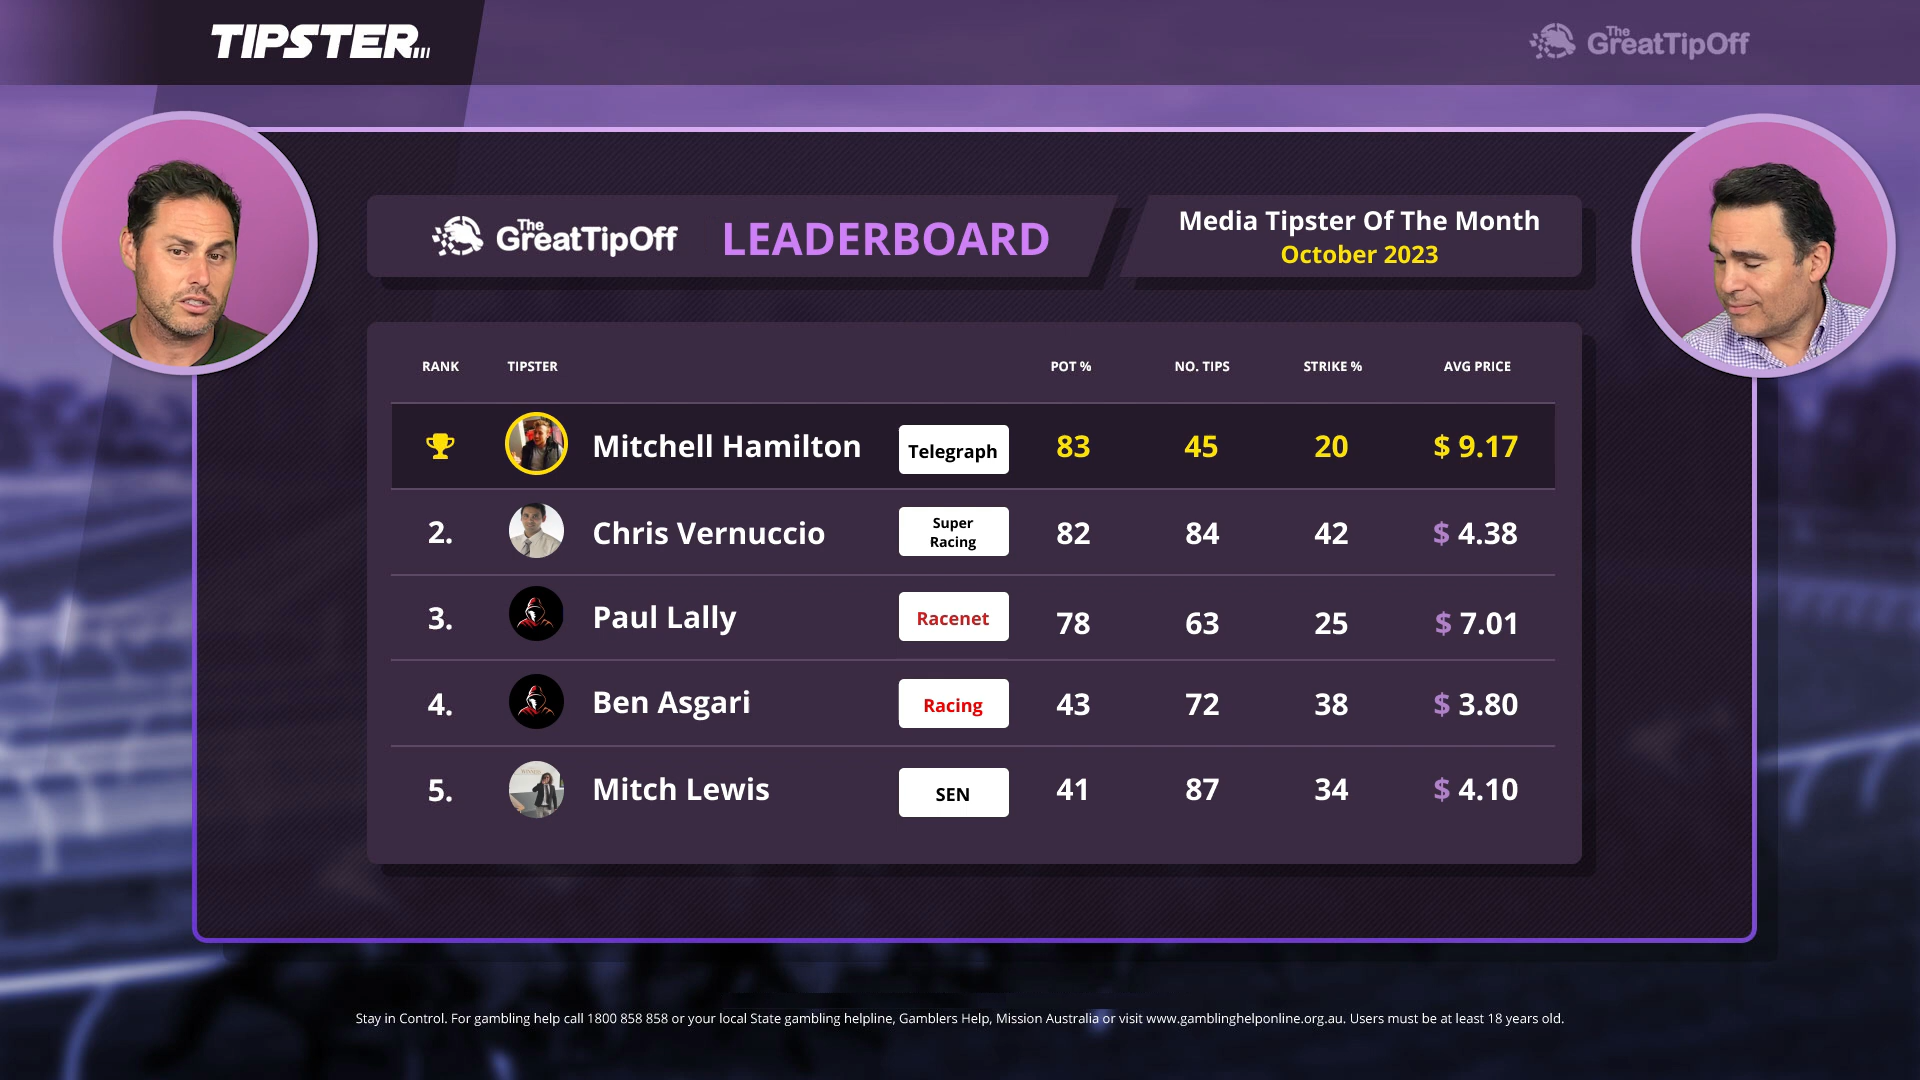 TIPSTER
The
GreatTipOff
The
GreatTipOff
LEADERBOARD
Media Tipster Of The Month
October 2023
RANK TIPSTER POT % NO. TIPS STRIKE % AVG PRICE
Mitchell Hamilton Telegraph 83 45 20 $ 9.17
2. Chris Vernuccio Super Racing 82 84 42 $ 4.38
3. Paul Lally Racenet 78 63 25 $ 7.01
4. Ben Asgari Racing 43 72 38 $ 3.80
5. Mitch Lewis SEN 41 87 34 $ 4.10
Stay in Control. For gambling help call 1800 858 858 or your local State gambling helpline, Gamblers Help, Mission Australia or visit www.gamblinghelponline.org.au. Users must be at least 18 years old.